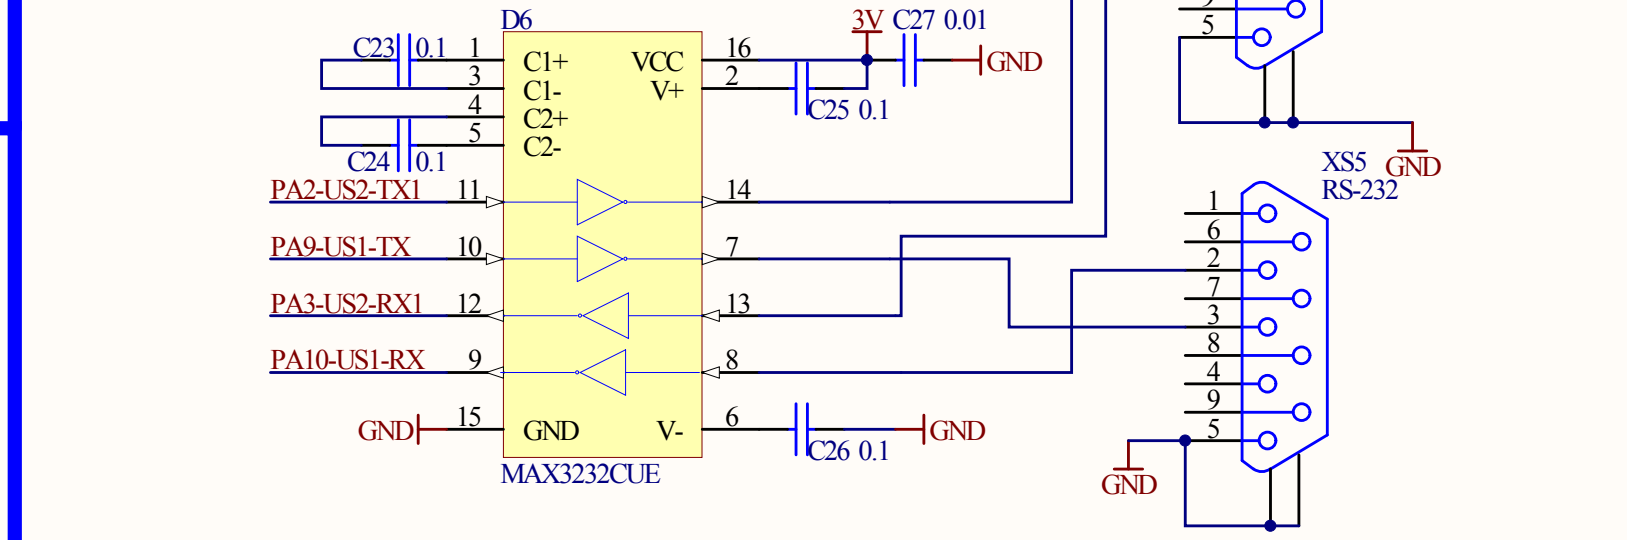 D6
3V C27 0.01
5
C23 0.1 1 C1+ VCC 16 GND
3 C1- V+ 2
4 C2+ C25 0.1
5 C2-
C24 0.1
XS5 GND
RS-232
PA2-US2-TX1 11 14
1
6
PA9-US1-TX 10 7
2
7
PA3-US2-RX1 12 13
3
8
PA10-US1-RX 9 8
4
9
GND 15 GND V- 6 GND
5
C26 0.1
MAX3232CUE
GND